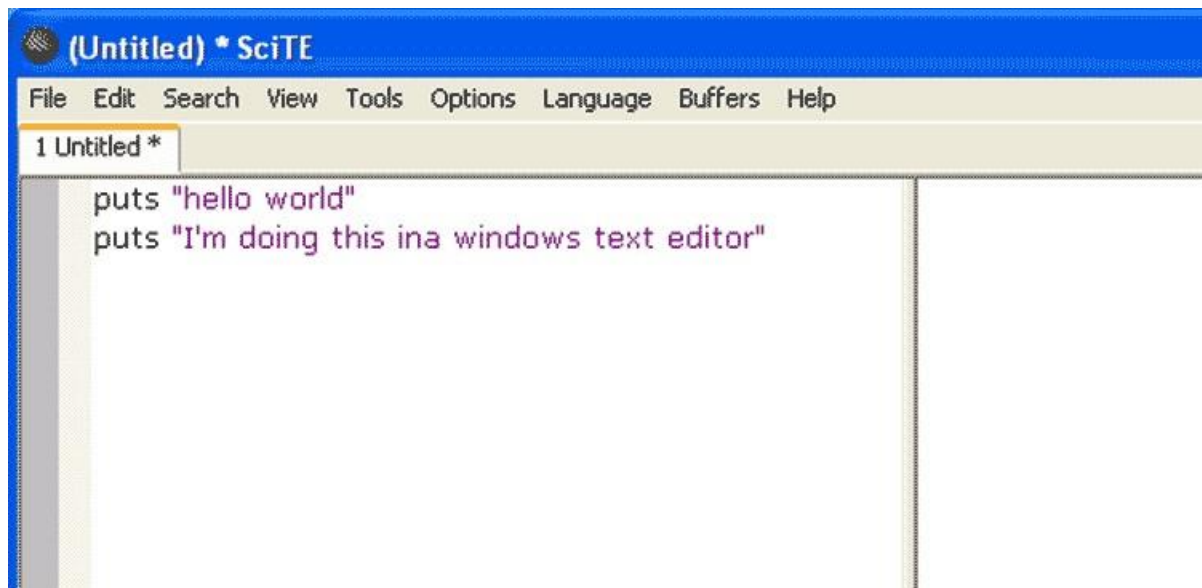 (Untitled) * SciTE
File Edit Search View Tools Options Language Buffers Help
1 Untitled *
puts "hello world"
puts "I'm doing this ina windows text editor"